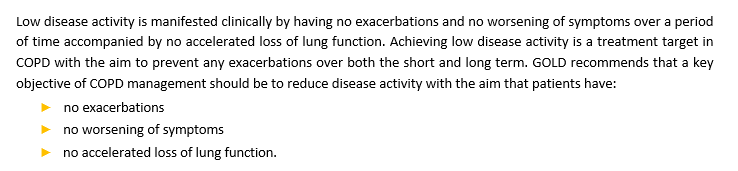 Low disease activity is manifested clinically by having no exacerbations and no worsening of symptoms over a period
of time accompanied by no accelerated loss of lung function. Achieving low disease activity is a treatment target in
COPD with the aim to prevent any exacerbations over both the short and long term. GOLD recommends that a key
objective of COPD management should be to reduce disease activity with the aim that patients have:
► no exacerbations
► no worsening of symptoms
► no accelerated loss of lung function.